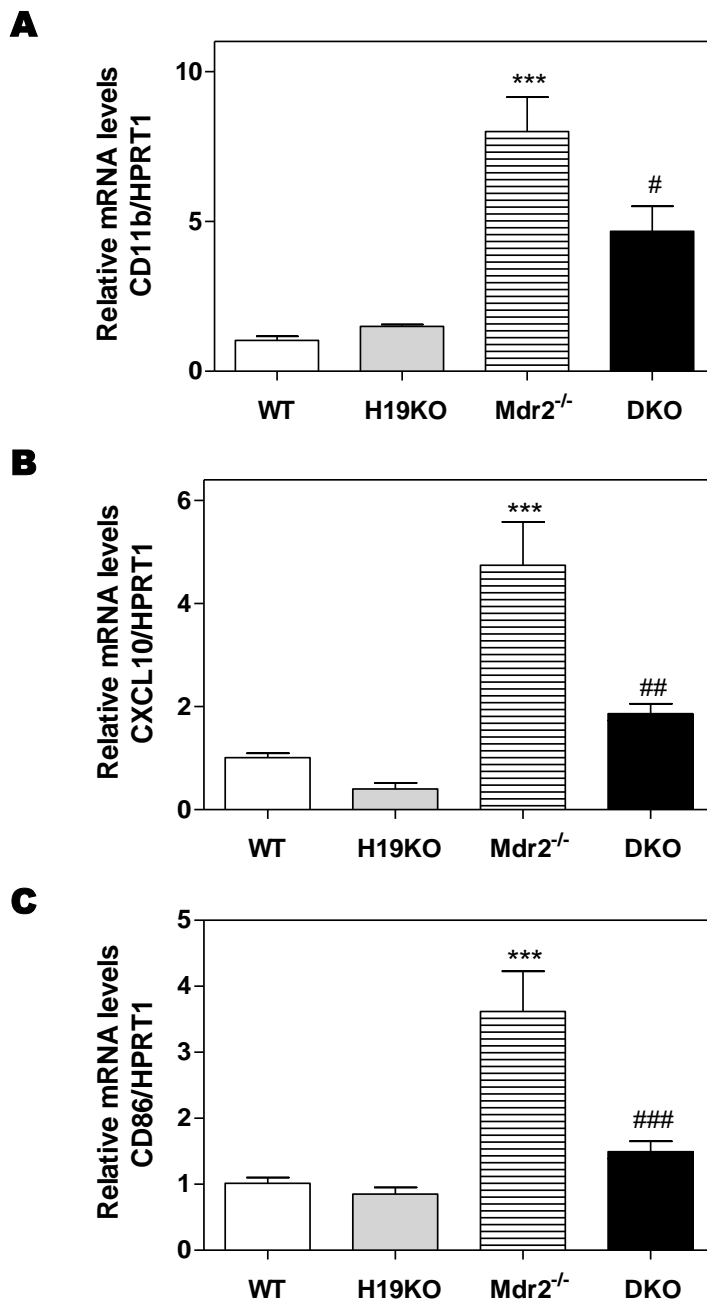 A
Relative mRNA levels
CD11b/HPRT1
10
5
0
***
#
WT H19KO Mdr2-/- DKO
B
Relative mRNA levels
CXCL10/HPRT1
6
4
2
0
***
##
WT H19KO Mdr2-/- DKO
C
Relative mRNA levels
CD86/HPRT1
5
4
3
2
1
0
***
###
WT H19KO Mdr2-/- DKO